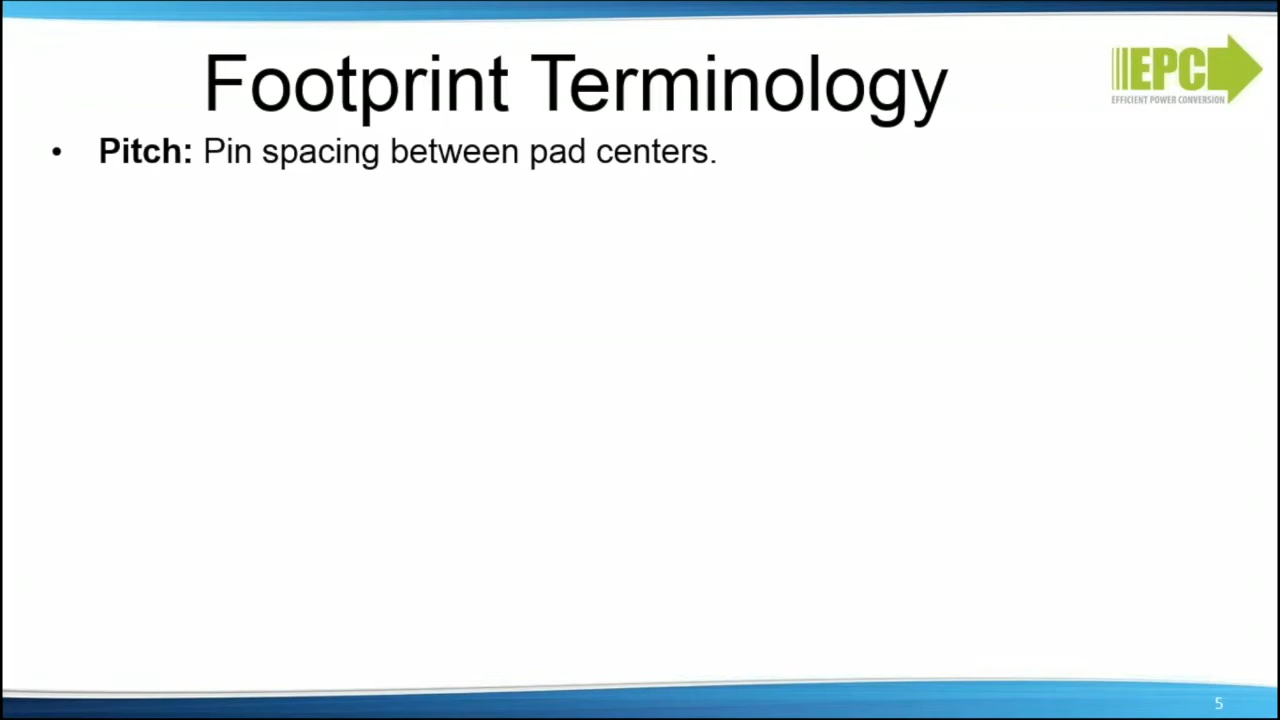 Footprint Terminology
EPC
EFFICIENT POWER CONVERSION
• Pitch: Pin spacing between pad centers.
5